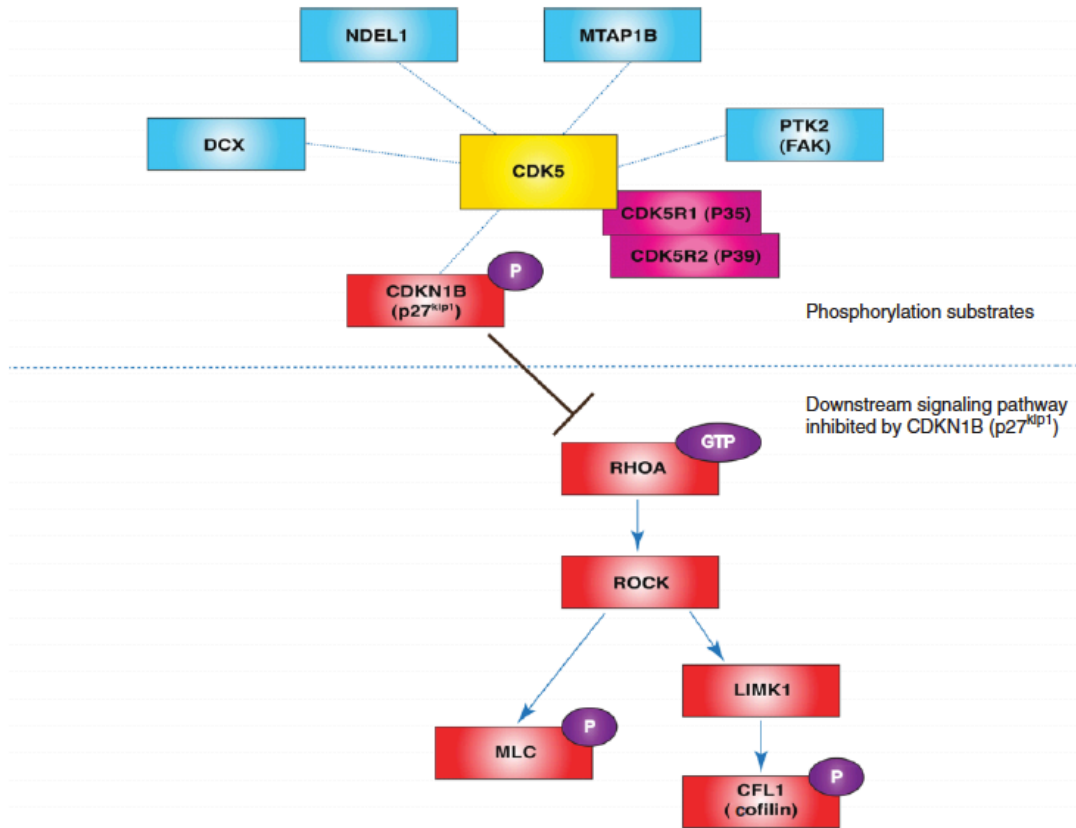 NDEL1
MTAP1B
DCX
PTK2
(FAK)
CDK5
CDK5R1 (P35)
CDK5R2 (P39)
P
CDKN1B
(p27kip1)
Phosphorylation substrates
Downstream signaling pathway
inhibited by CDKN1B (p27kip1)
GTP
RHOA
ROCK
LIMK1
P
MLC
P
CFL1
( cofilin)